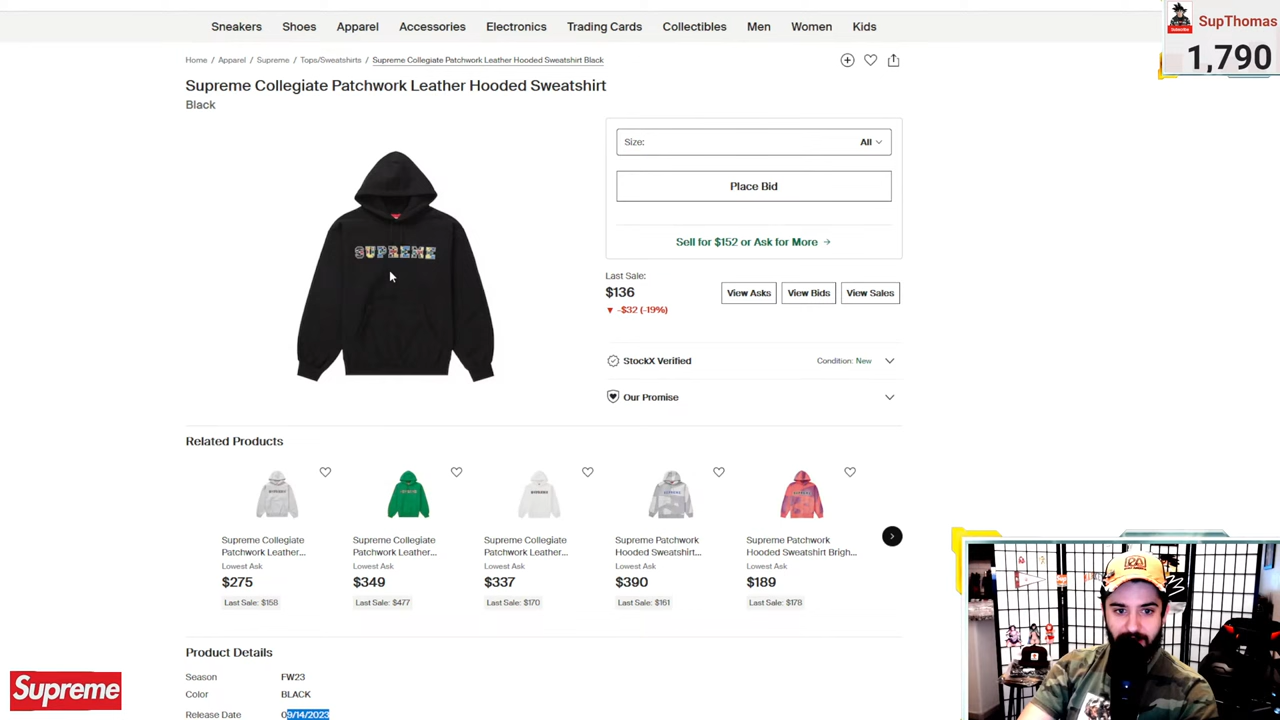 Sneakers Shoes Apparel Accessories Electronics Trading Cards Collectibles Men Women Kids
SupThomas
Subscribe
1,790
Home / Apparel / Supreme / Tops/Sweatshirts / Supreme Collegiate Patchwork Leather Hooded Sweatshirt Black
Supreme Collegiate Patchwork Leather Hooded Sweatshirt
Black
SUPREME
Size: All
Place Bid
Sell for $152 or Ask for More →
Last Sale:
$136
▼ -$32 (-19%)
View Asks View Bids View Sales
StockX Verified Condition: New
Our Promise
Related Products
Supreme Collegiate
Patchwork Leather...
Lowest Ask
$275
Last Sale: $158
Supreme Collegiate
Patchwork Leather...
Lowest Ask
$349
Last Sale: $477
Supreme Collegiate
Patchwork Leather...
Lowest Ask
$337
Last Sale: $170
Supreme Patchwork
Hooded Sweatshirt...
Lowest Ask
$390
Last Sale: $161
Supreme Patchwork
Hooded Sweatshirt Brigh...
Lowest Ask
$189
Last Sale: $178
Product Details
Season FW23
Color BLACK
Release Date 09/14/2023
Supreme